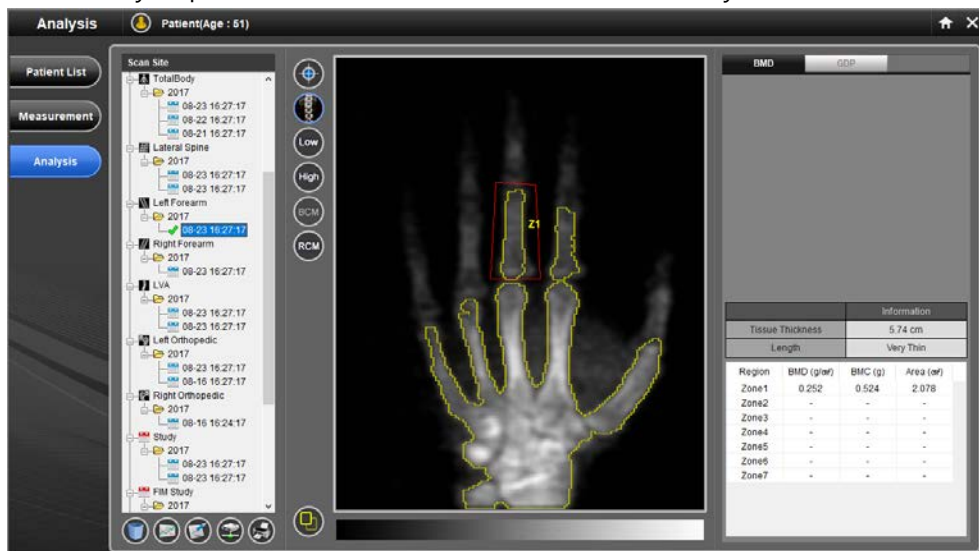 Analysis
Patient(Age : 51)
Patient List
Measurement
Analysis
Scan Site
TotalBody
2017
08-23 16:27:17
08-22 16:27:17
08-21 16:27:17
Lateral Spine
2017
08-23 16:27:17
08-23 16:27:17
Left Forearm
2017
08-23 16:27:17
Right Forearm
2017
08-23 16:27:17
LVA
2017
08-23 16:27:17
08-23 16:27:17
Left Orthopedic
2017
08-23 16:27:17
08-16 16:27:17
Right Orthopedic
2017
08-16 16:24:17
Study
2017
08-23 16:27:17
08-23 16:27:17
FIM Study
2017
Low
High
BCM
RCM
Z1
BMD GDP
Information
Tissue Thickness 5.74 cm
Length Very Thin
Region BMD (g/㎠) BMC (g) Area (㎠)
Zone1 0.252 0.524 2.078
Zone2 - - -
Zone3 - - -
Zone4 - - -
Zone5 - - -
Zone6 - - -
Zone7 - - -